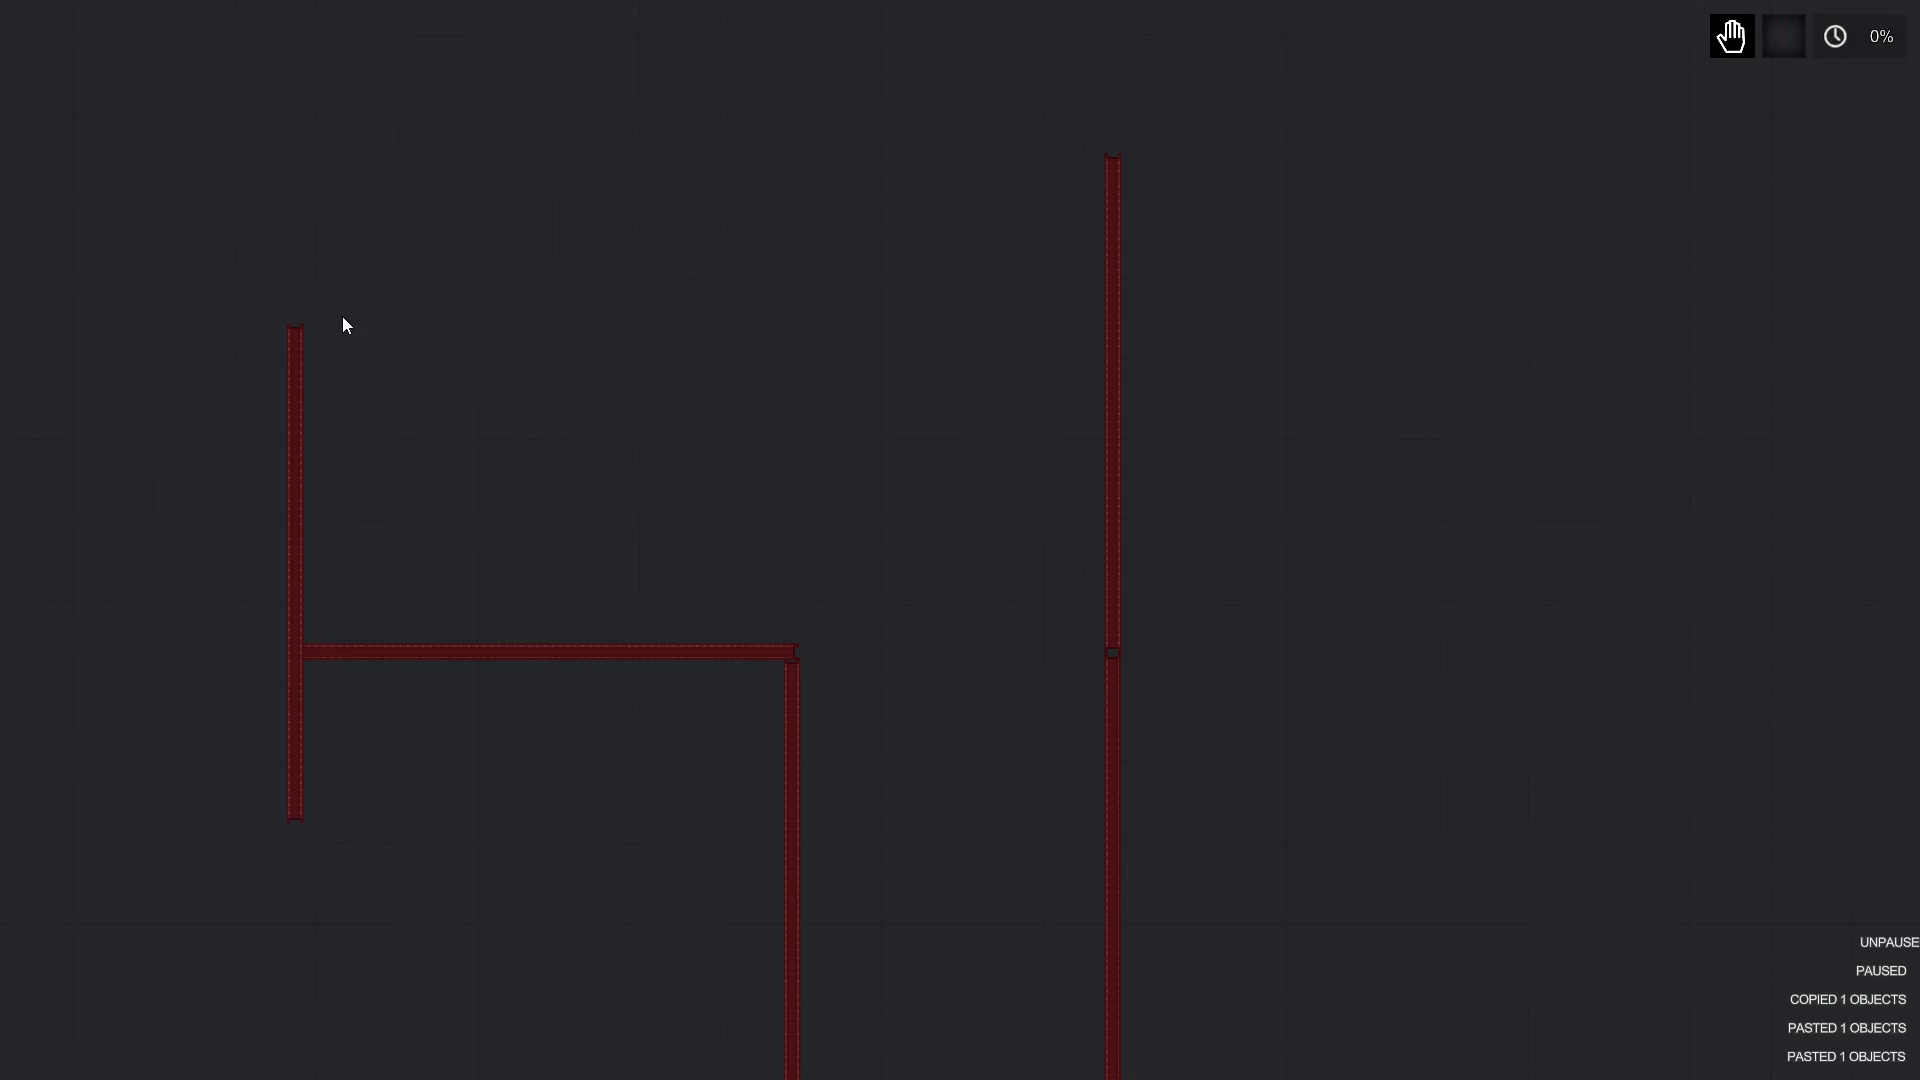 0%
UNPAUSE
PAUSED
COPIED 1 OBJECTS
PASTED 1 OBJECTS
PASTED 1 OBJECTS